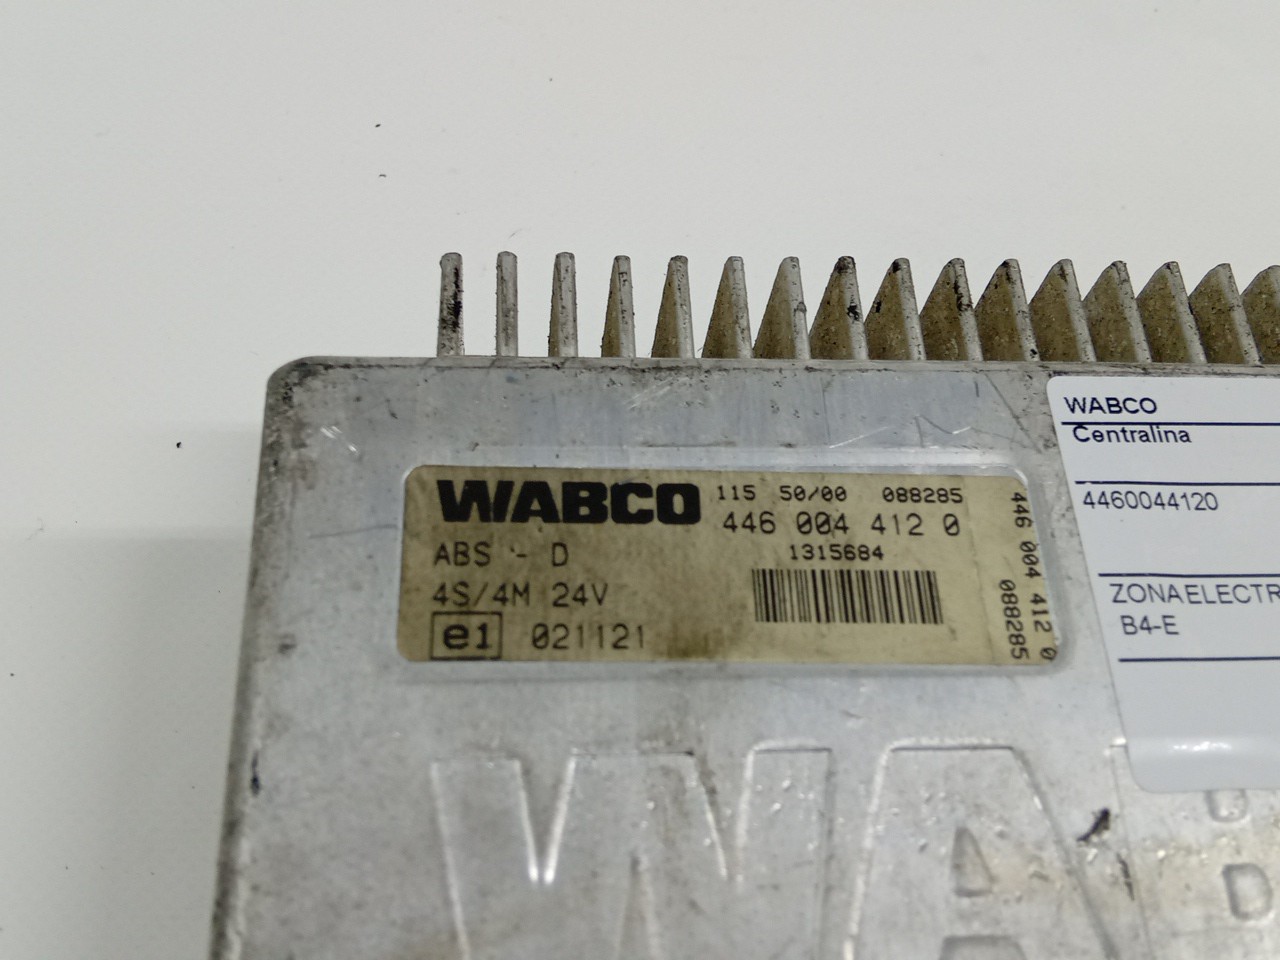 WABCO 115 50/00 088285
446 004 412 0
ABS - D 1315684
4S/4M 24V
e1 021121
446 004 412 0
088285
WABCO
Centralina
4460044120
ZONAELECTR
B4-E
WA